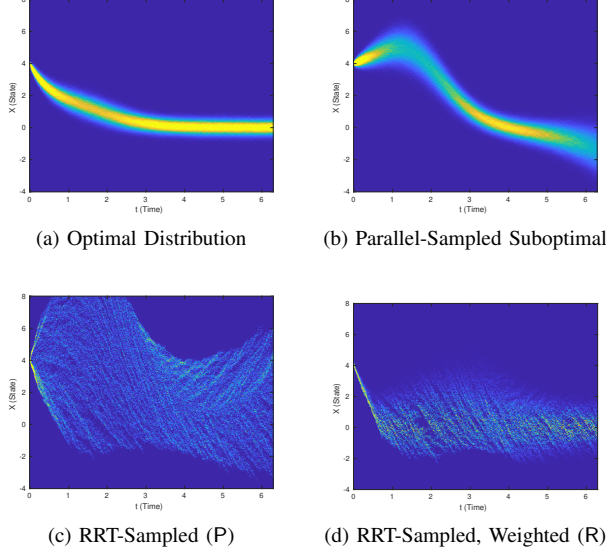 8
6
4
2
0
-2
-4
X (State)
0 1 2 3 4 5 6
t (Time)
(a) Optimal Distribution
8
6
4
2
0
-2
-4
X (State)
0 1 2 3 4 5 6
t (Time)
(b) Parallel-Sampled Suboptimal
8
6
4
2
0
-2
-4
X (State)
0 1 2 3 4 5 6
t (Time)
(c) RRT-Sampled (P)
8
6
4
2
0
-2
-4
X (State)
0 1 2 3 4 5 6
t (Time)
(d) RRT-Sampled, Weighted (R)